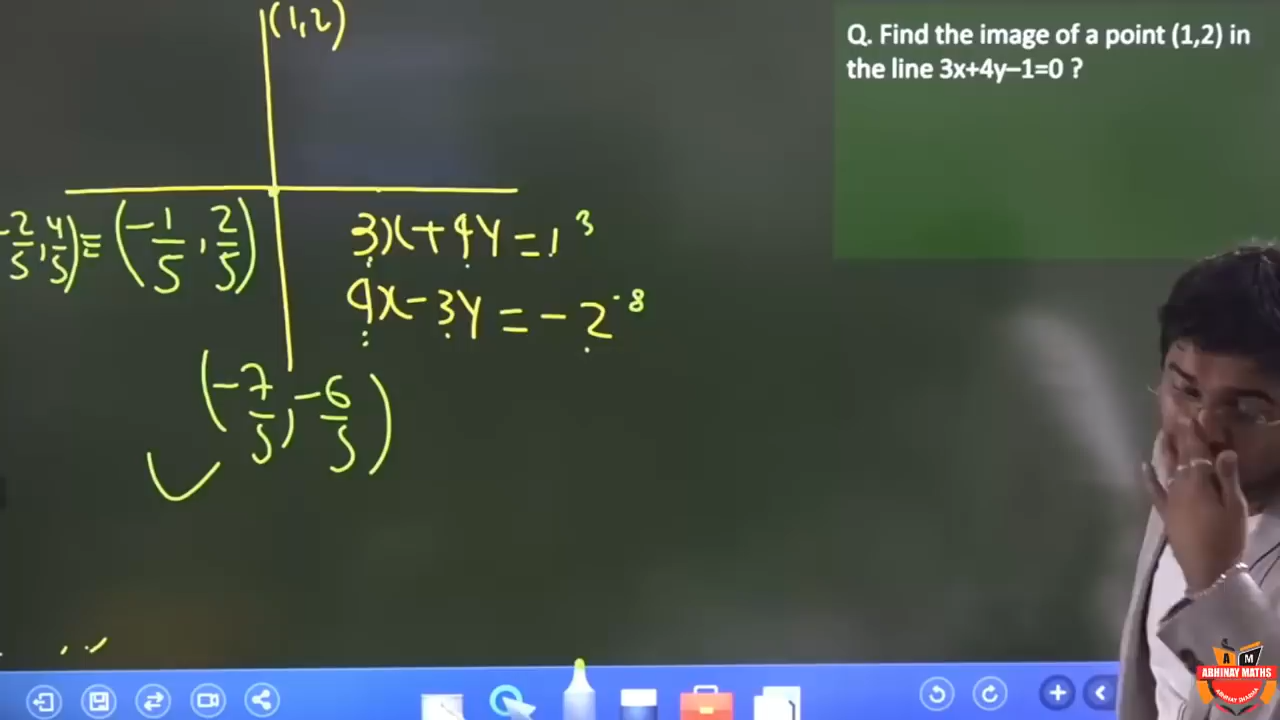 (1,2)
Q. Find the image of a point (1,2) in
the line 3x+4y–1=0 ?
-2/5, 4/5) ≡ (-1/5, 2/5)
3x+4y=1 3
4x-3y=-2 -8
(-7/5, -6/5)
A M
ABHINAY MATHS
ABHINAY SHARMA